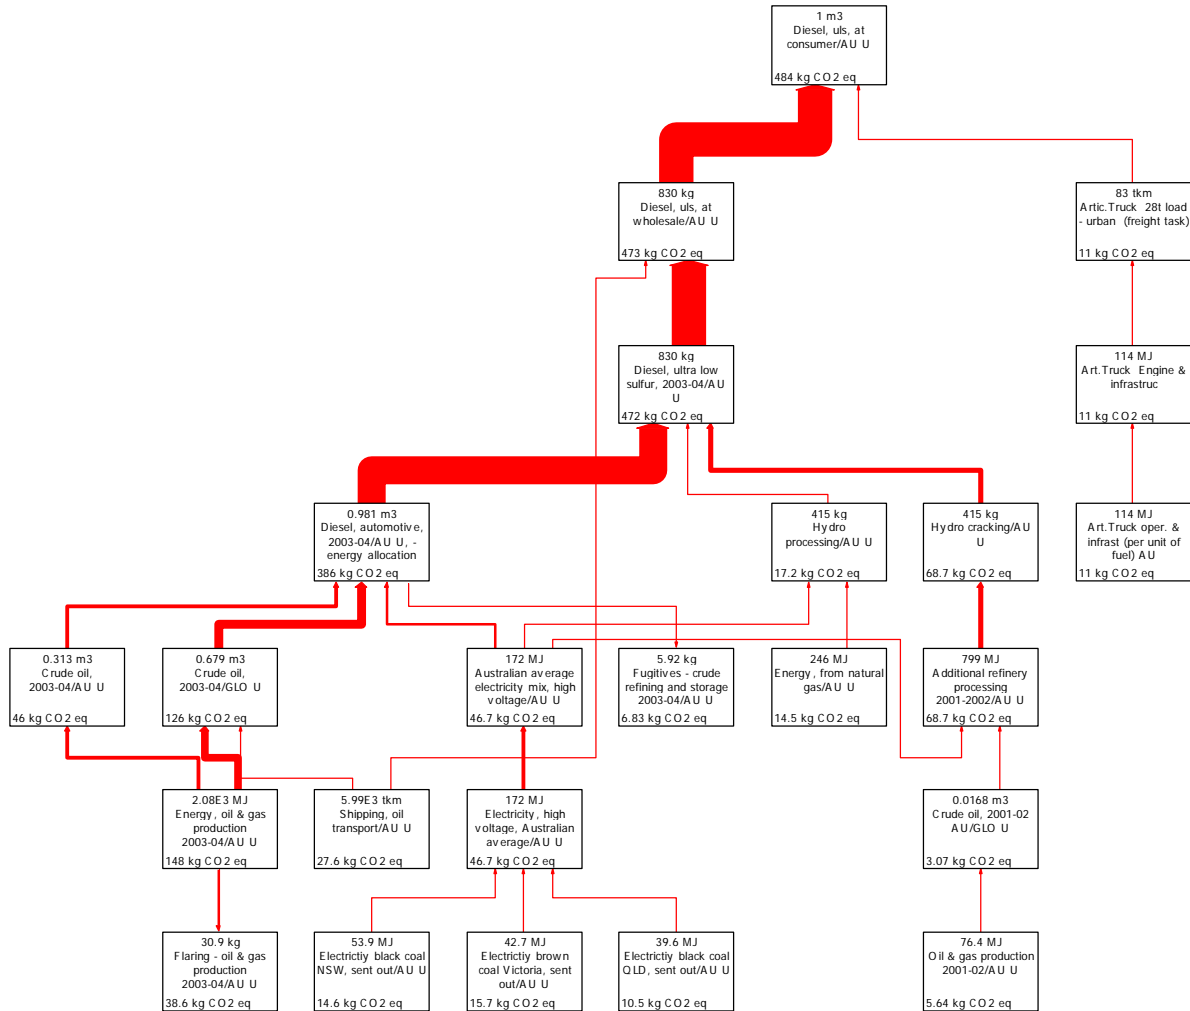 1 m3
Diesel, uls, at
consumer/AU U
484 kg CO2 eq
830 kg
Diesel, uls, at
wholesale/AU U
473 kg CO2 eq
83 tkm
Artic.Truck 28t load
- urban (freight task)
11 kg CO2 eq
830 kg
Diesel, ultra low
sulfur, 2003-04/AU
U
472 kg CO2 eq
114 MJ
Art.Truck Engine &
infrastruc
11 kg CO2 eq
0.981 m3
Diesel, automotive,
2003-04/AU U, -
energy allocation
386 kg CO2 eq
415 kg
Hydro
processing/AU U
17.2 kg CO2 eq
415 kg
Hydro cracking/AU
U
68.7 kg CO2 eq
114 MJ
Art.Truck oper. &
infrast (per unit of
fuel) AU
11 kg CO2 eq
0.313 m3
Crude oil,
2003-04/AU U
46 kg CO2 eq
0.679 m3
Crude oil,
2003-04/GLO U
126 kg CO2 eq
172 MJ
Australian average
electricity mix, high
voltage/AU U
46.7 kg CO2 eq
5.92 kg
Fugitives - crude
refining and storage
2003-04/AU U
6.83 kg CO2 eq
246 MJ
Energy, from natural
gas/AU U
14.5 kg CO2 eq
799 MJ
Additional refinery
processing
2001-2002/AU U
68.7 kg CO2 eq
2.08E3 MJ
Energy, oil & gas
production
2003-04/AU U
148 kg CO2 eq
5.99E3 tkm
Shipping, oil
transport/AU U
27.6 kg CO2 eq
172 MJ
Electricity, high
voltage, Australian
average/AU U
46.7 kg CO2 eq
0.0168 m3
Crude oil, 2001-02
AU/GLO U
3.07 kg CO2 eq
30.9 kg
Flaring - oil & gas
production
2003-04/AU U
38.6 kg CO2 eq
53.9 MJ
Electrictiy black coal
NSW, sent out/AU U
14.6 kg CO2 eq
42.7 MJ
Electrictiy brown
coal Victoria, sent
out/AU U
15.7 kg CO2 eq
39.6 MJ
Electrictiy black coal
QLD, sent out/AU U
10.5 kg CO2 eq
76.4 MJ
Oil & gas production
2001-02/AU U
5.64 kg CO2 eq